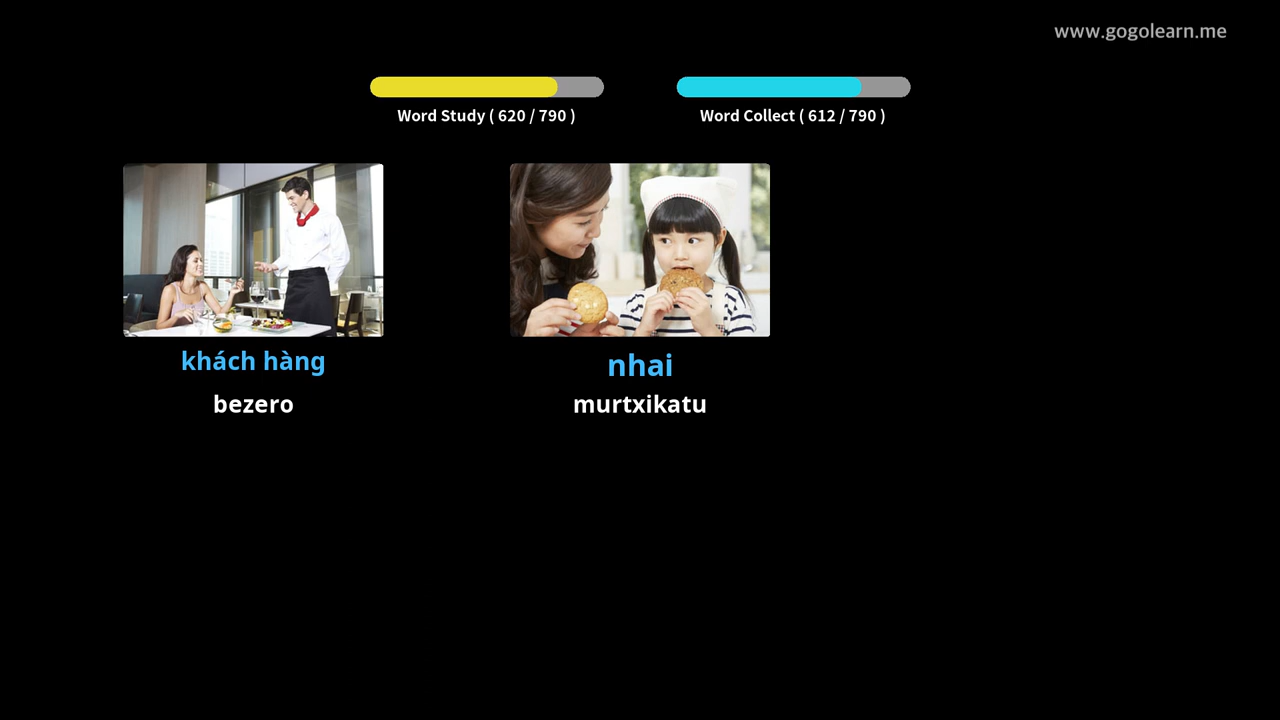 www.gogolearn.me
Word Study ( 620 / 790 )
Word Collect ( 612 / 790 )
khách hàng
bezero
nhai
murtxikatu